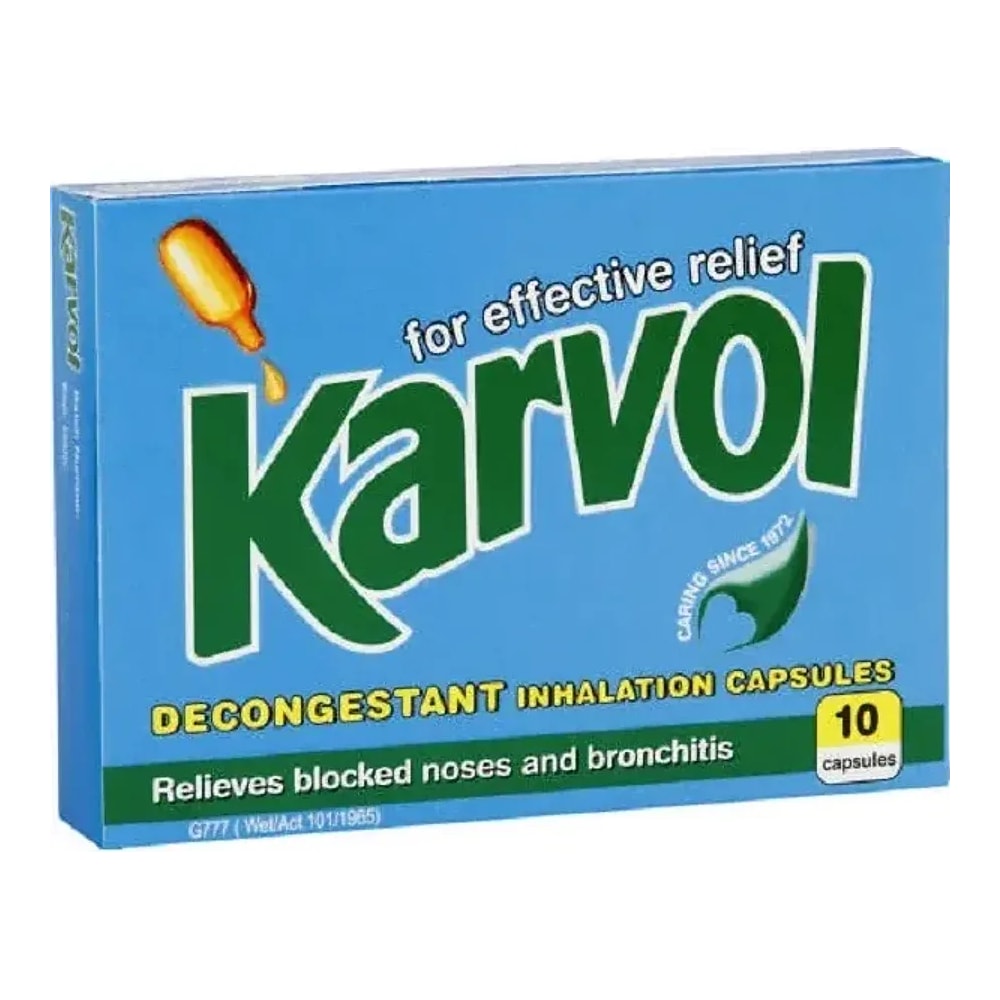 for effective relief
Karvol
CARING SINCE 1972
DECONGESTANT INHALATION CAPSULES
10
capsules
Relieves blocked noses and bronchitis
G777 ( Wet/Act 101/1965)
Karvol